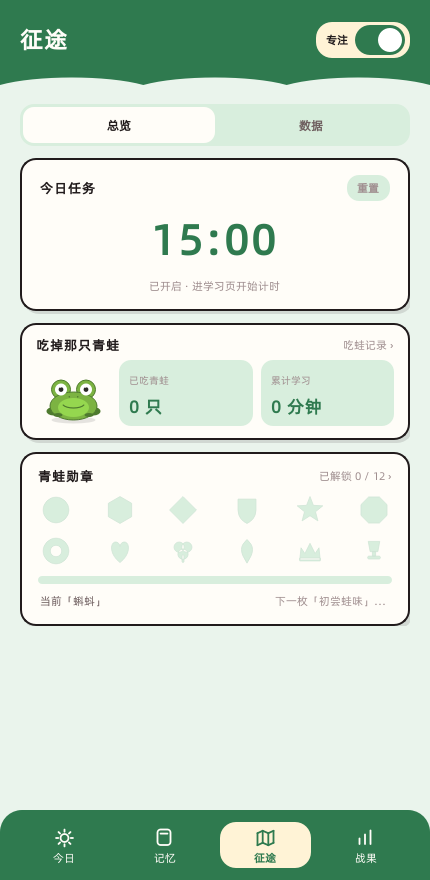 征途
专注
总览
数据
今日任务
重置
15:00
已开启 · 进学习页开始计时
吃掉那只青蛙
吃蛙记录 ›
已吃青蛙
0 只
累计学习
0 分钟
青蛙勋章
已解锁 0 / 12 ›
当前「蝌蚪」
下一枚「初尝蛙味」...
今日
记忆
征途
战果